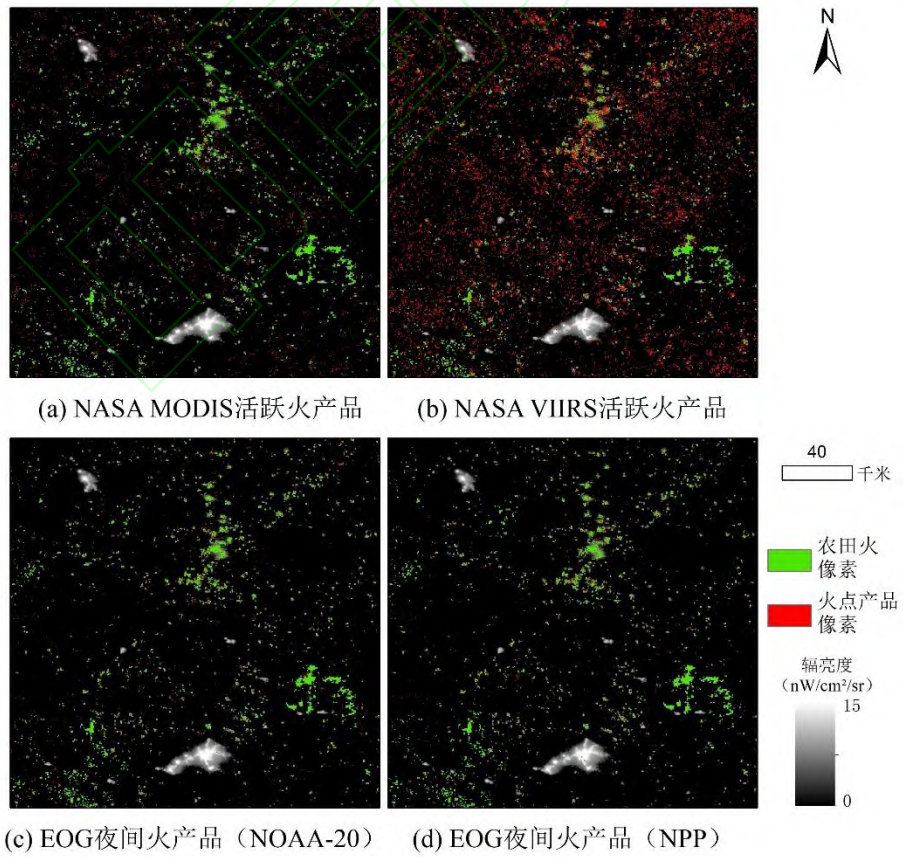 N
(a) NASA MODIS活跃火产品
(b) NASA VIIRS活跃火产品
40
千米
农田火
像素
火点产品
像素
辐亮度
（nW/cm²/sr）
15
0
(c) EOG夜间火产品（NOAA-20）
(d) EOG夜间火产品（NPP）